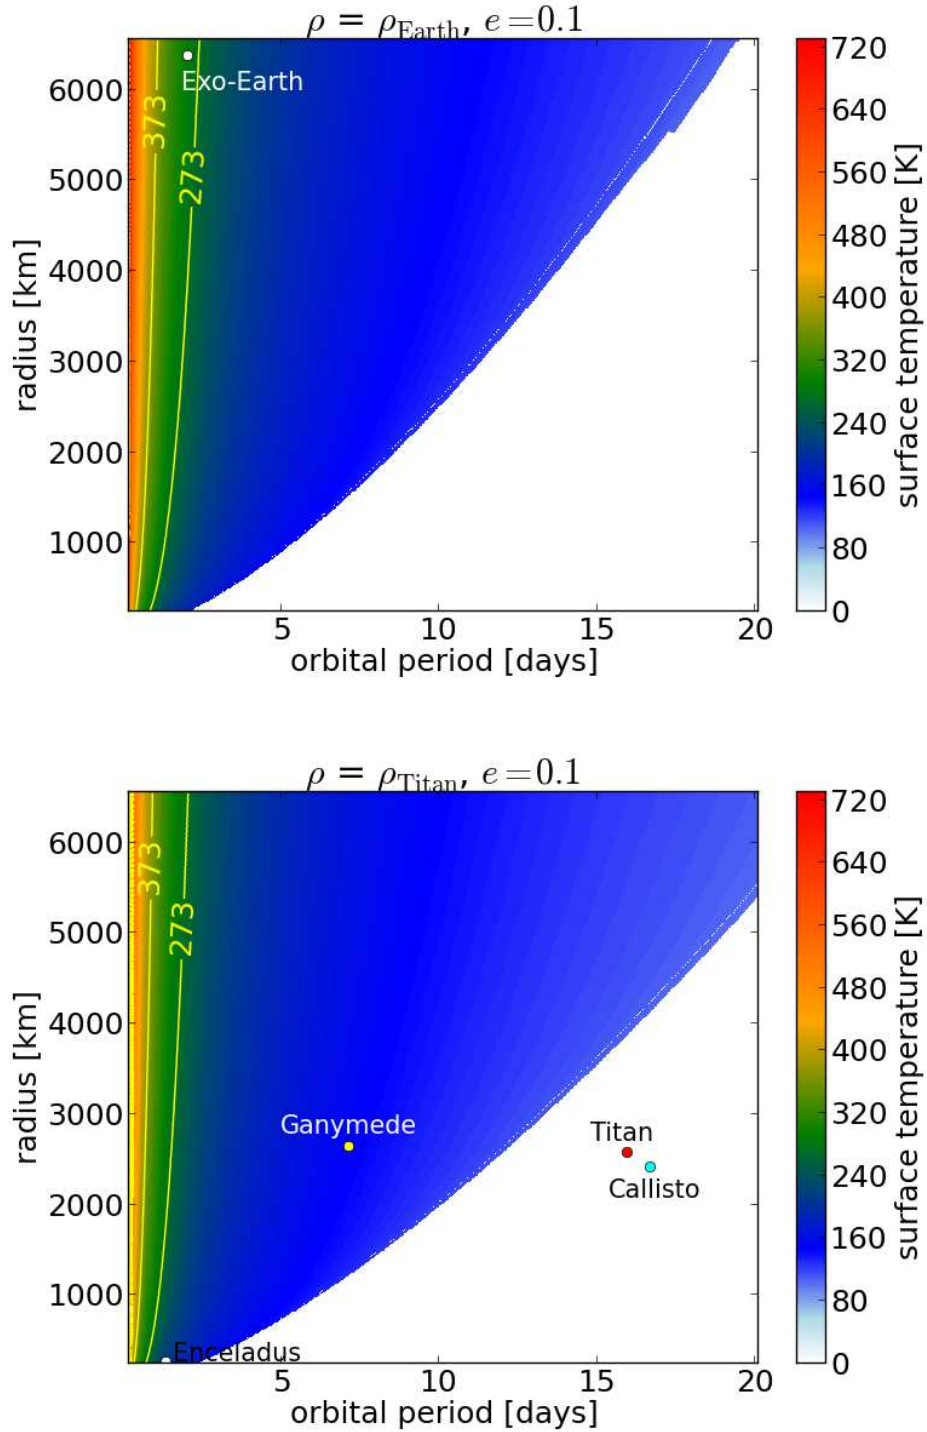 ρ = ρEarth, e=0.1
Exo-Earth
373
273
6000
5000
4000
3000
2000
1000
radius [km]
5 10 15 20
orbital period [days]
720
640
560
480
400
320
240
160
80
0
surface temperature [K]
ρ = ρTitan, e=0.1
373
273
6000
5000
4000
3000
2000
1000
radius [km]
Ganymede
Titan
Callisto
Enceladus
5 10 15 20
orbital period [days]
720
640
560
480
400
320
240
160
80
0
surface temperature [K]